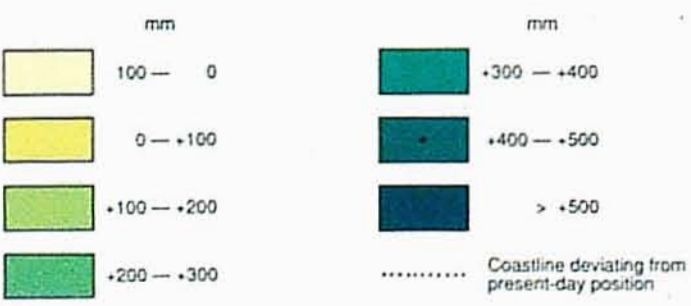 mm
100 — 0
0 — +100
+100 — +200
+200 — +300
mm
+300 — +400
+400 — +500
> +500
Coastline deviating from
present-day position